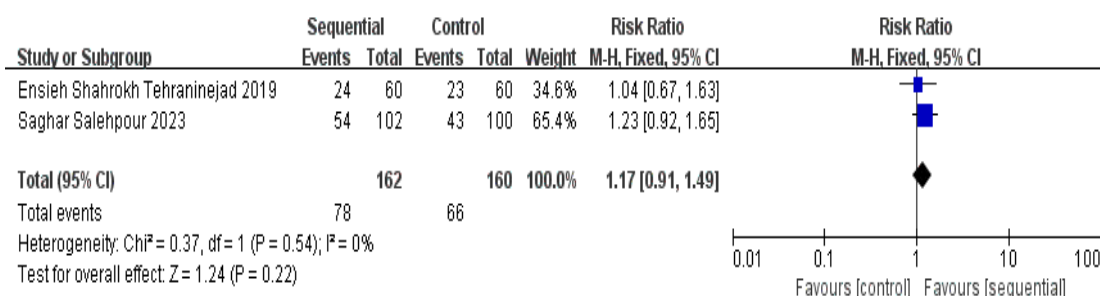 Sequential Control Risk Ratio Risk Ratio
Study or Subgroup Events Total Events Total Weight M-H, Fixed, 95% CI M-H, Fixed, 95% CI
Ensieh Shahrokh Tehraninejad 2019 24 60 23 60 34.6% 1.04 [0.67, 1.63]
Saghar Salehpour 2023 54 102 43 100 65.4% 1.23 [0.92, 1.65]
Total (95% CI) 162 160 100.0% 1.17 [0.91, 1.49]
Total events 78 66
Heterogeneity: Chi² = 0.37, df = 1 (P = 0.54); I² = 0%
Test for overall effect: Z = 1.24 (P = 0.22)
0.01 0.1 1 10 100
Favours [control] Favours [sequential]